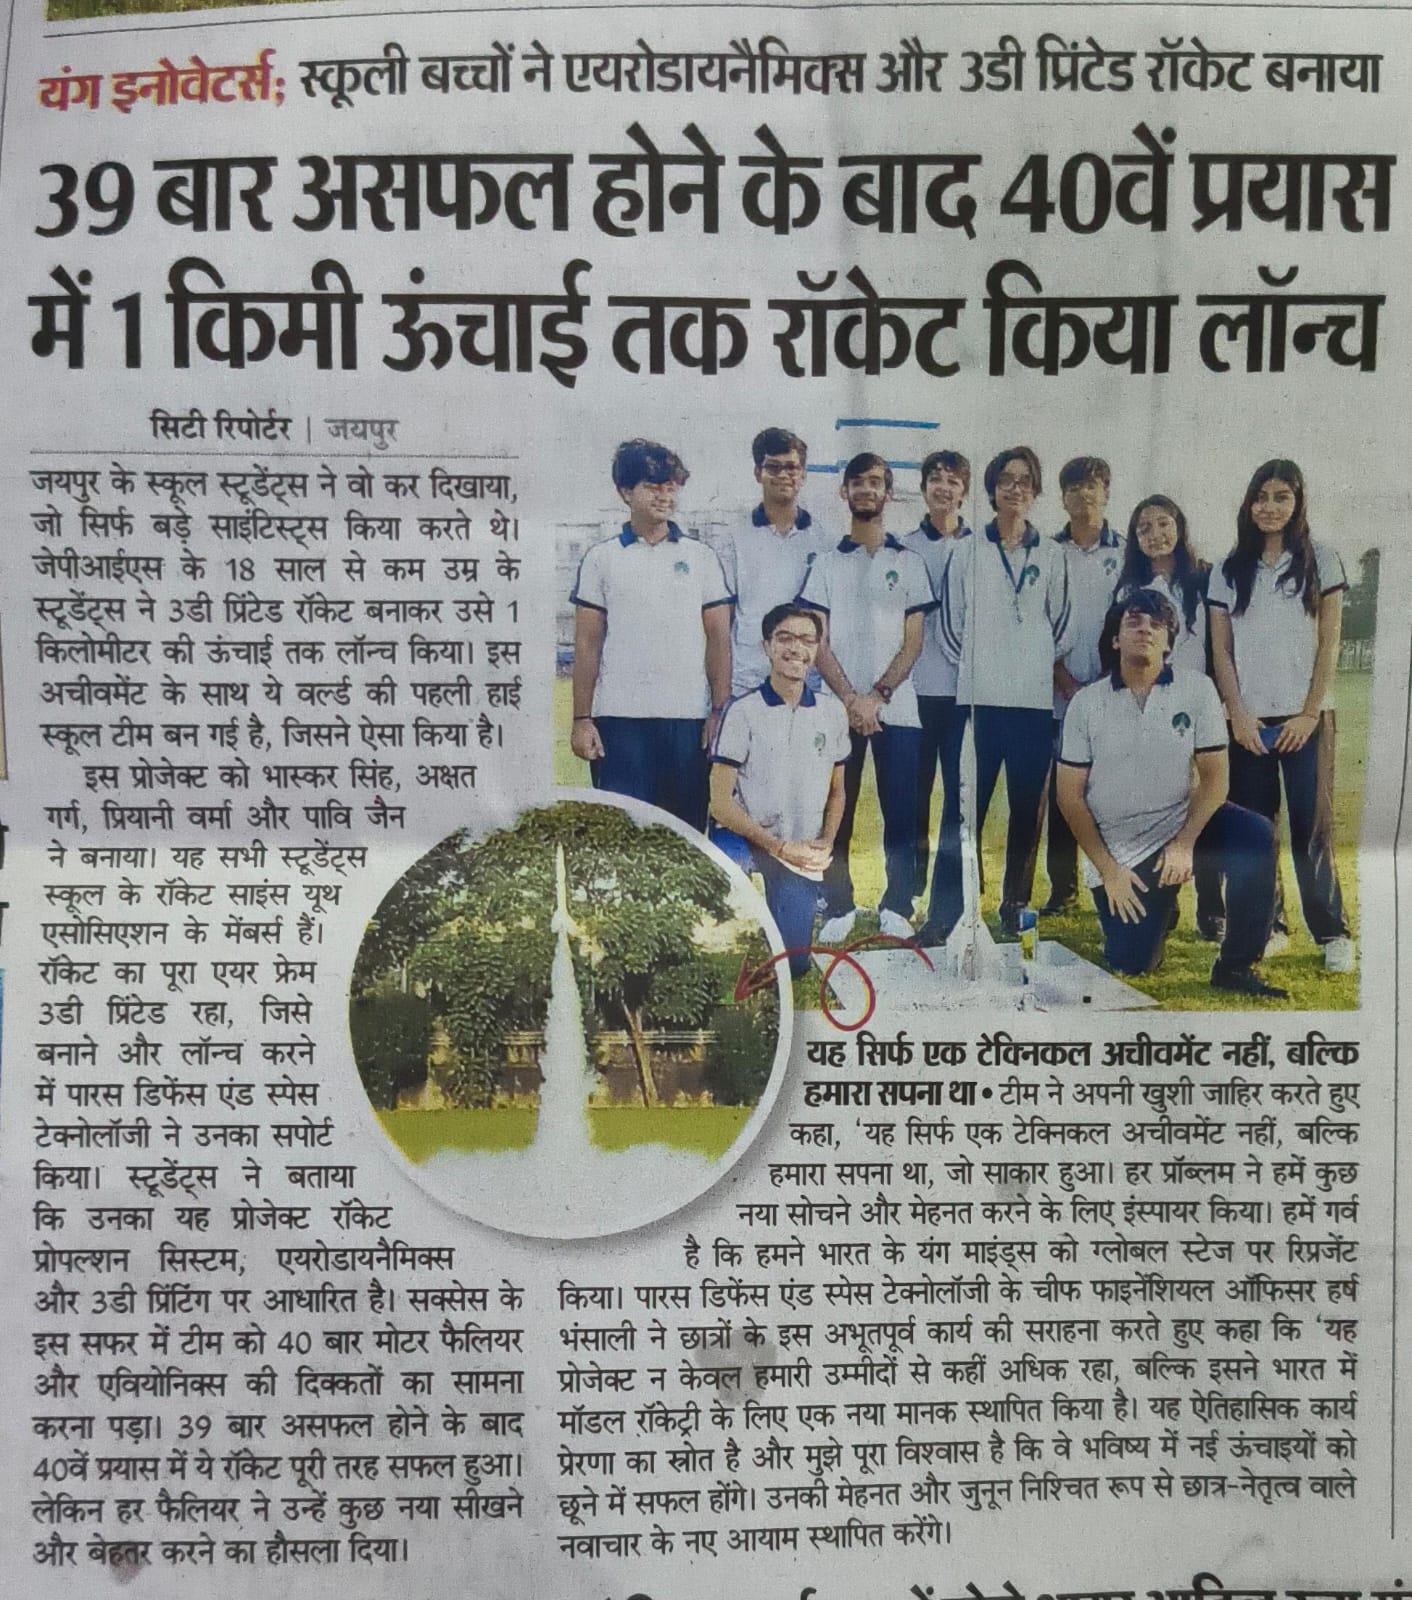 यंग इनोवेटर्स; स्कूली बच्चों ने एयरोडायनैमिक्स और 3डी प्रिंटेड रॉकेट बनाया
39 बार असफल होने के बाद 40वें प्रयास
में 1 किमी ऊंचाई तक रॉकेट किया लॉन्च
सिटी रिपोर्टर | जयपुर
जयपुर के स्कूल स्टूडेंट्स ने वो कर दिखाया,
जो सिर्फ बड़े साइंटिस्ट्स किया करते थे।
जेपीआईएस के 18 साल से कम उम्र के
स्टूडेंट्स ने 3डी प्रिंटेड रॉकेट बनाकर उसे 1
किलोमीटर की ऊंचाई तक लॉन्च किया। इस
अचीवमेंट के साथ ये वर्ल्ड की पहली हाई
स्कूल टीम बन गई है, जिसने ऐसा किया है।
इस प्रोजेक्ट को भास्कर सिंह, अक्षत
गर्ग, प्रियानी वर्मा और पावि जैन
ने बनाया। यह सभी स्टूडेंट्स
स्कूल के रॉकेट साइंस यूथ
एसोसिएशन के मेंबर्स हैं।
रॉकेट का पूरा एयर फ्रेम
3डी प्रिंटेड रहा, जिसे
बनाने और लॉन्च करने
में पारस डिफेंस एंड स्पेस
टेक्नोलॉजी ने उनका सपोर्ट
किया। स्टूडेंट्स ने बताया
कि उनका यह प्रोजेक्ट रॉकेट
प्रोपल्शन सिस्टम, एयरोडायनैमिक्स
और 3डी प्रिंटिंग पर आधारित है। सक्सेस के
इस सफर में टीम को 40 बार मोटर फैलियर
और एवियोनिक्स की दिक्कतों का सामना
करना पड़ा। 39 बार असफल होने के बाद
40वें प्रयास में ये रॉकेट पूरी तरह सफल हुआ।
लेकिन हर फैलियर ने उन्हें कुछ नया सीखने
और बेहतर करने का हौसला दिया।
यह सिर्फ एक टेक्निकल अचीवमेंट नहीं, बल्कि
हमारा सपना था • टीम ने अपनी खुशी जाहिर करते हुए
कहा, 'यह सिर्फ एक टेक्निकल अचीवमेंट नहीं, बल्कि
हमारा सपना था, जो साकार हुआ। हर प्रॉब्लम ने हमें कुछ
नया सोचने और मेहनत करने के लिए इंस्पायर किया। हमें गर्व
है कि हमने भारत के यंग माइंड्स को ग्लोबल स्टेज पर रिप्रजेंट
किया। पारस डिफेंस एंड स्पेस टेक्नोलॉजी के चीफ फाइनेंशियल ऑफिसर हर्ष
भंसाली ने छात्रों के इस अभूतपूर्व कार्य की सराहना करते हुए कहा कि 'यह
प्रोजेक्ट न केवल हमारी उम्मीदों से कहीं अधिक रहा, बल्कि इसने भारत में
मॉडल रॉकेट्री के लिए एक नया मानक स्थापित किया है। यह ऐतिहासिक कार्य
प्रेरणा का स्रोत है और मुझे पूरा विश्वास है कि वे भविष्य में नई ऊंचाइयों को
छूने में सफल होंगे। उनकी मेहनत और जुनून निश्चित रूप से छात्र-नेतृत्व वाले
नवाचार के नए आयाम स्थापित करेंगे।